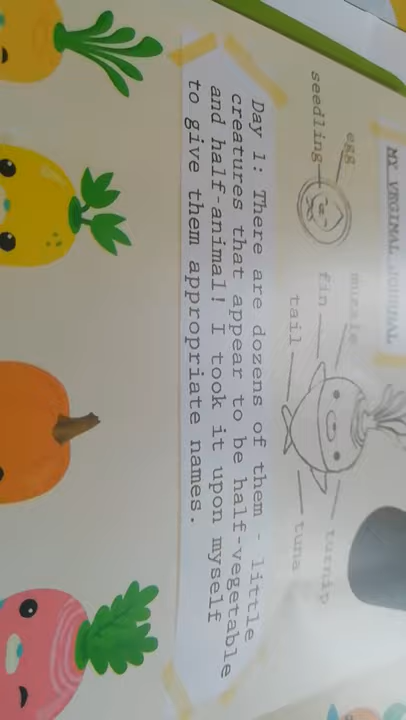 MY VRGINAL JOURNAL
egg
seedling
muzzle
fin
tail
turnip
tuna
Day 1: There are dozens of them - little
creatures that appear to be half-vegetable
and half-animal! I took it upon myself
to give them appropriate names.